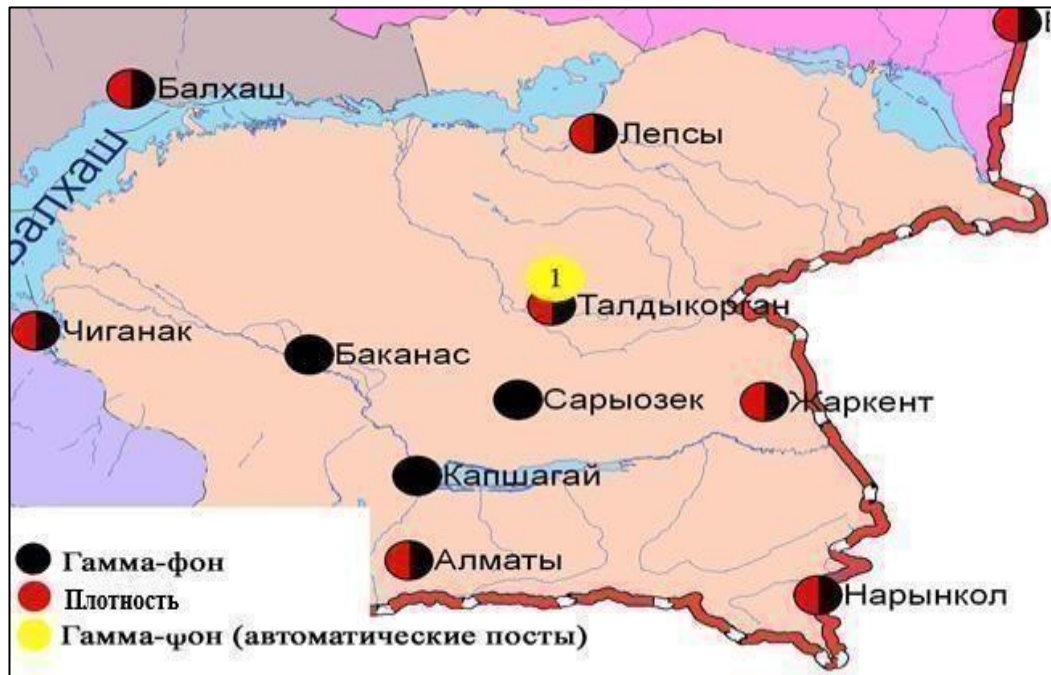 Балхаш
Балхаш
Лепсы
1
Талдыкорган
Чиганак
Баканас
Сарыозек
Жаркент
Капшагай
Алматы
Нарынкол
Гамма-фон
Плотность
Гамма-фон (автоматические посты)